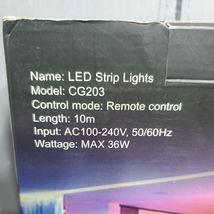 Name: LED Strip Lights
Model: CG203
Control mode: Remote control
Length: 10m
Input: AC100-240V, 50/60Hz
Wattage: MAX 36W